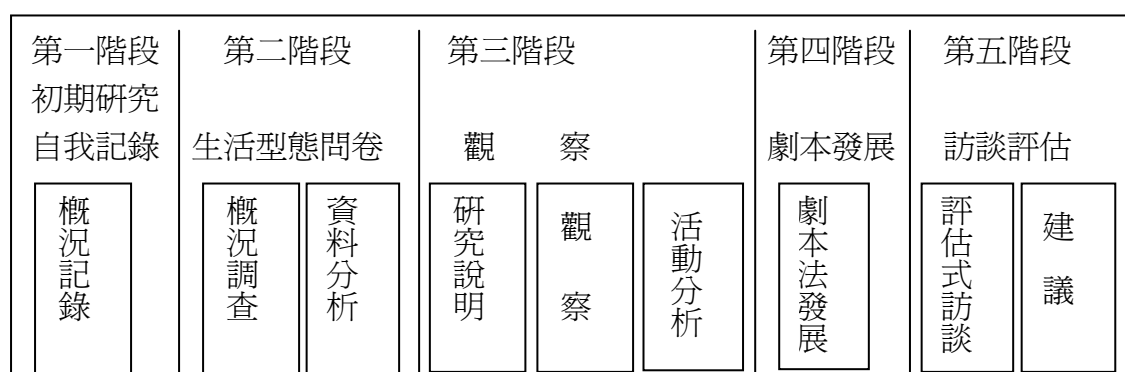 第一階段 第二階段 第三階段 第四階段 第五階段
初期研究
自我記錄 生活型態問卷 觀 察 劇本發展 訪談評估
概況記錄
概況調查
資料分析
研究說明
觀 察
活動分析
劇本法發展
評估式訪談
建 議